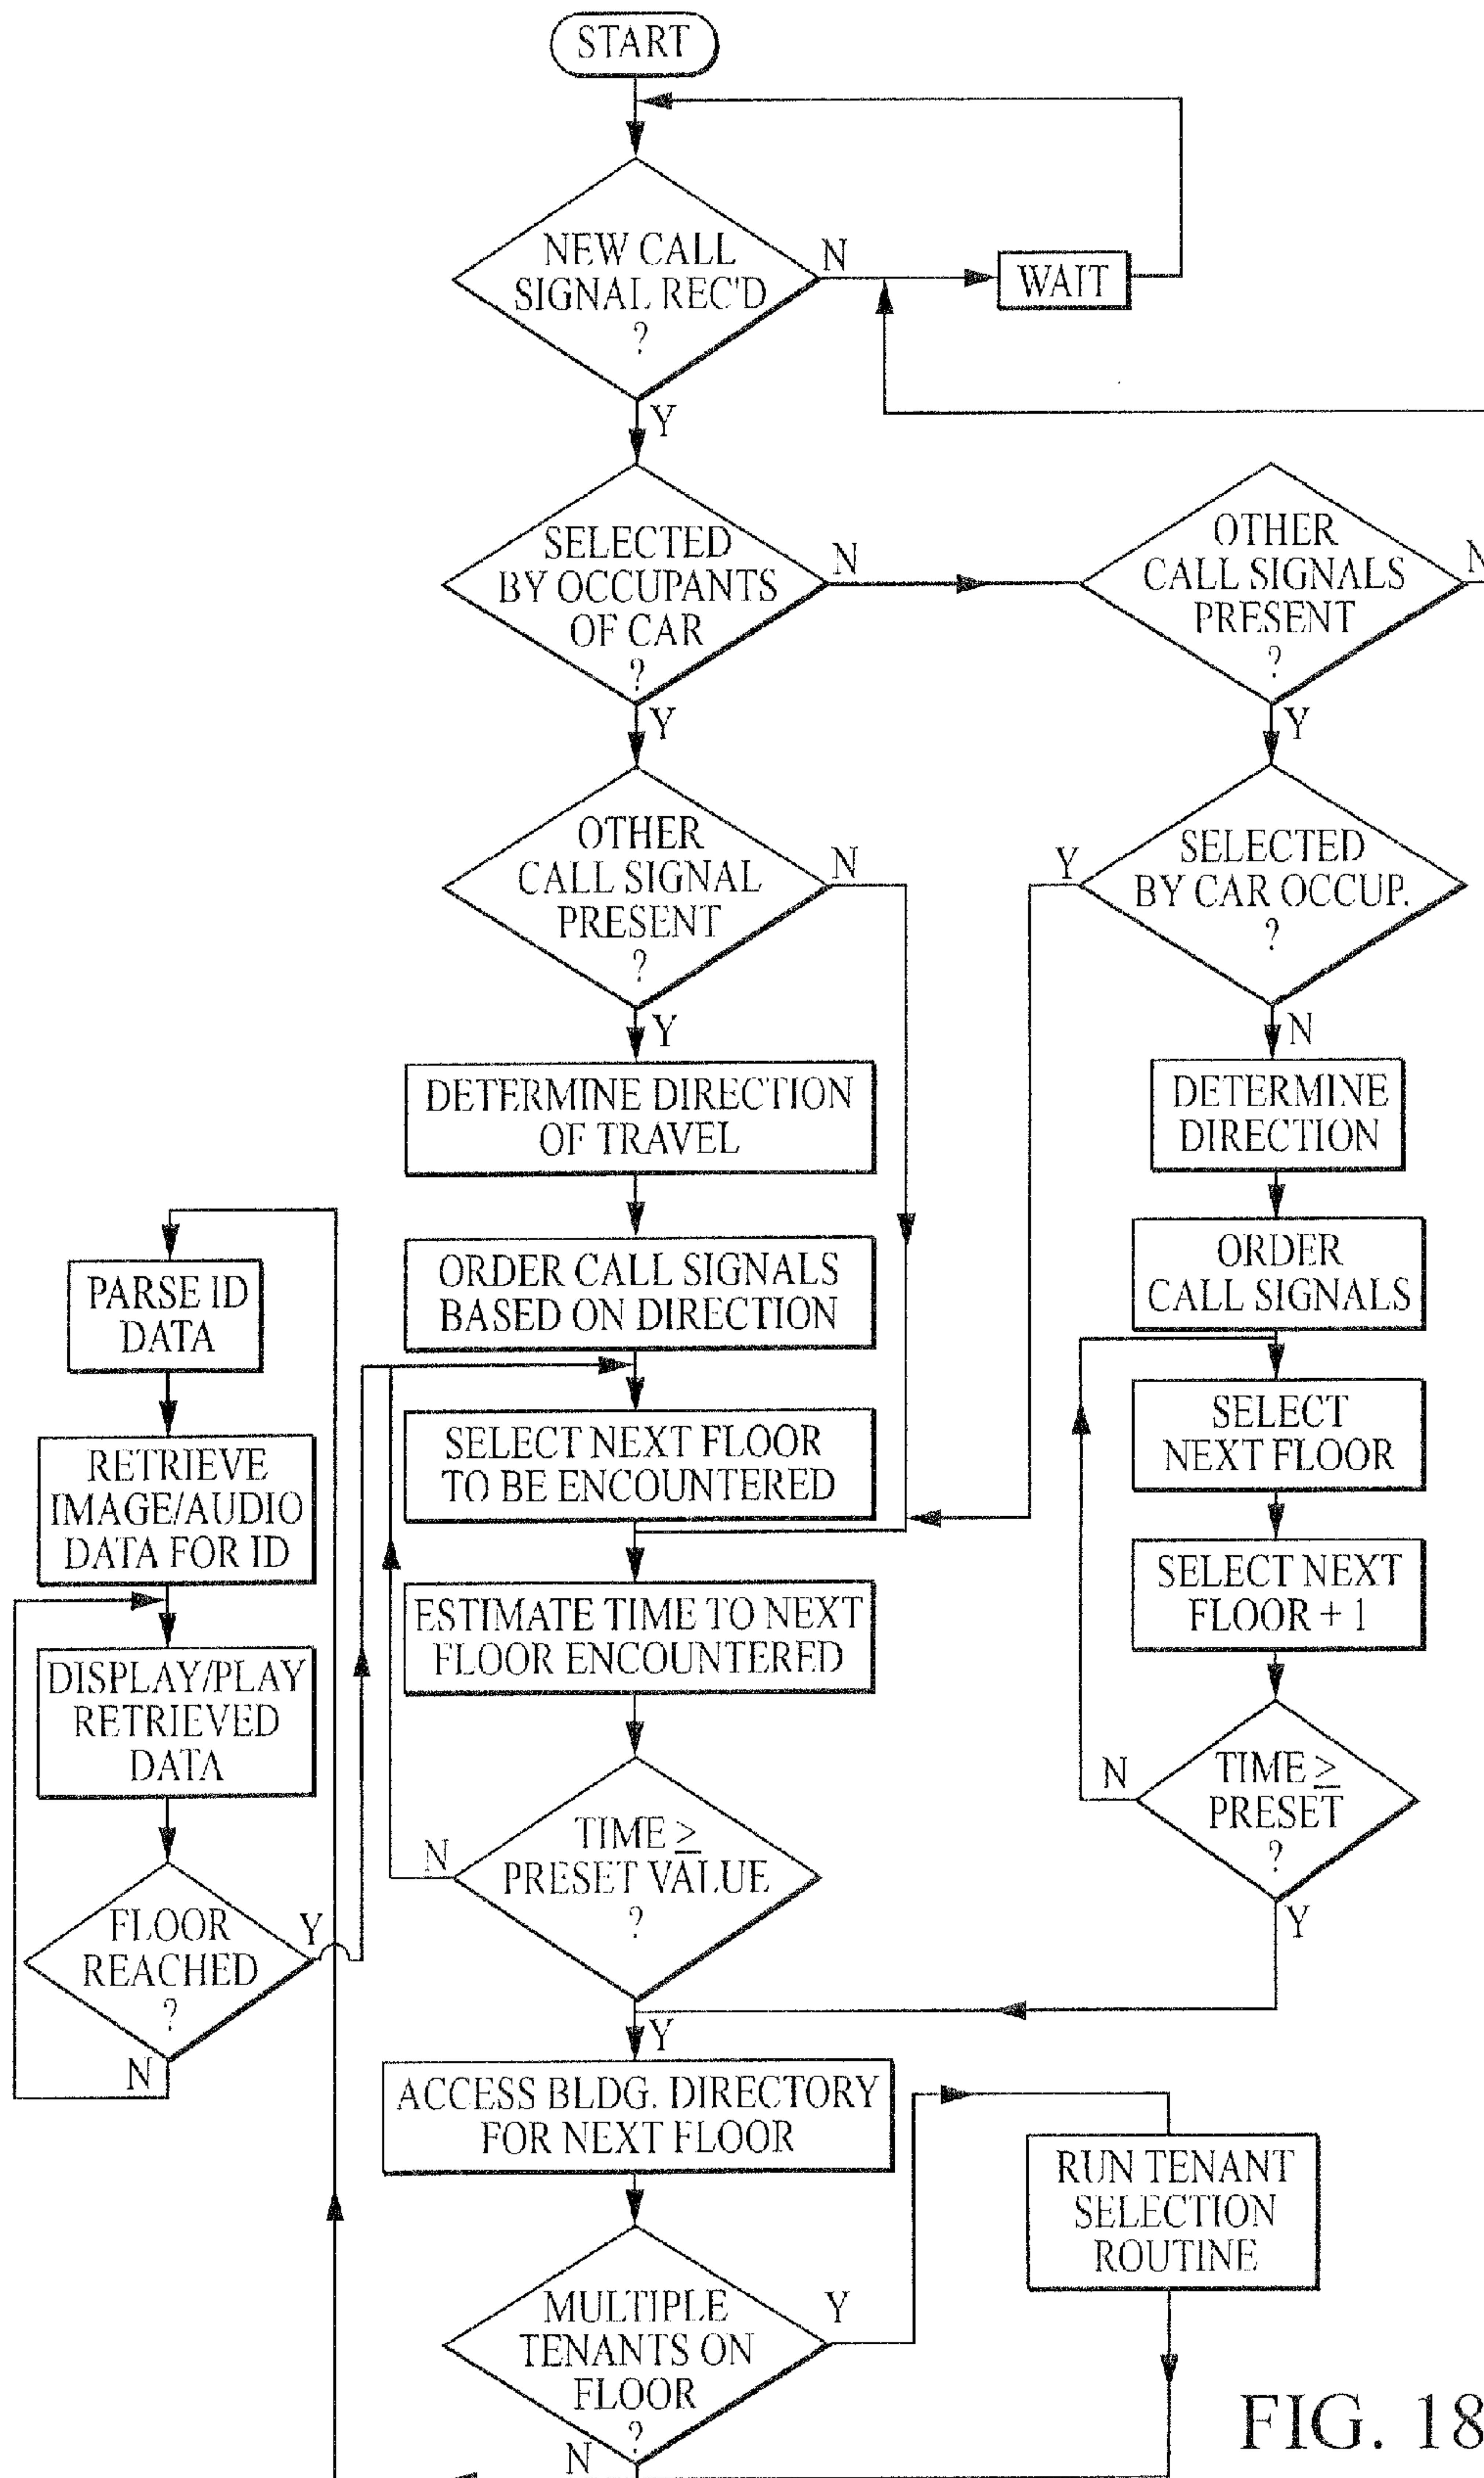 START
NEW CALL
SIGNAL REC'D
?
N
WAIT
Y
SELECTED
BY OCCUPANTS
OF CAR
?
N
Y
OTHER
CALL SIGNALS
PRESENT
?
N
Y
OTHER
CALL SIGNAL
PRESENT
?
N
Y
SELECTED
BY CAR OCCUP.
?
Y
N
DETERMINE DIRECTION
OF TRAVEL
DETERMINE
DIRECTION
ORDER CALL SIGNALS
BASED ON DIRECTION
ORDER
CALL SIGNALS
PARSE ID
DATA
SELECT NEXT FLOOR
TO BE ENCOUNTERED
SELECT
NEXT FLOOR
RETRIEVE
IMAGE/AUDIO
DATA FOR ID
ESTIMATE TIME TO NEXT
FLOOR ENCOUNTERED
SELECT NEXT
FLOOR + 1
DISPLAY/PLAY
RETRIEVED
DATA
TIME ≥
PRESET
?
N
Y
TIME ≥
PRESET VALUE
?
N
Y
FLOOR
REACHED
?
Y
N
ACCESS BLDG. DIRECTORY
FOR NEXT FLOOR
RUN TENANT
SELECTION
ROUTINE
MULTIPLE
TENANTS ON
FLOOR
?
Y
N
FIG. 18